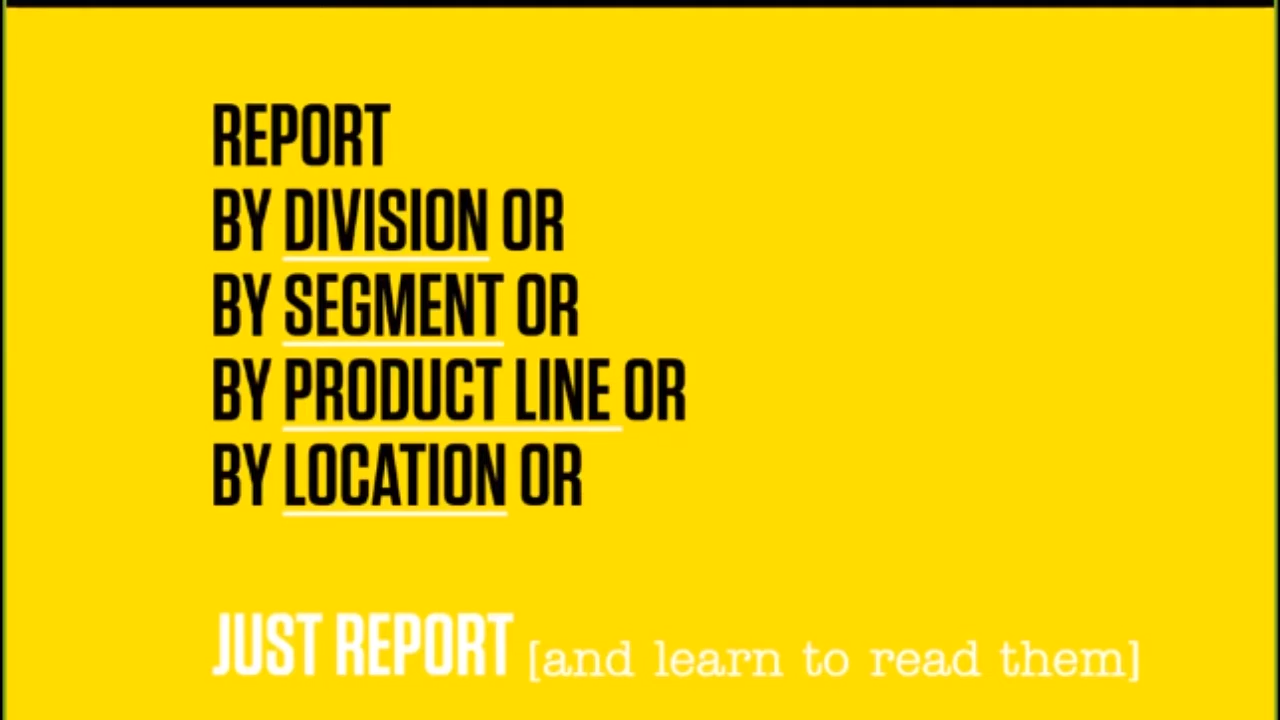 REPORT
BY DIVISION OR
BY SEGMENT OR
BY PRODUCT LINE OR
BY LOCATION OR
JUST REPORT [and learn to read them]